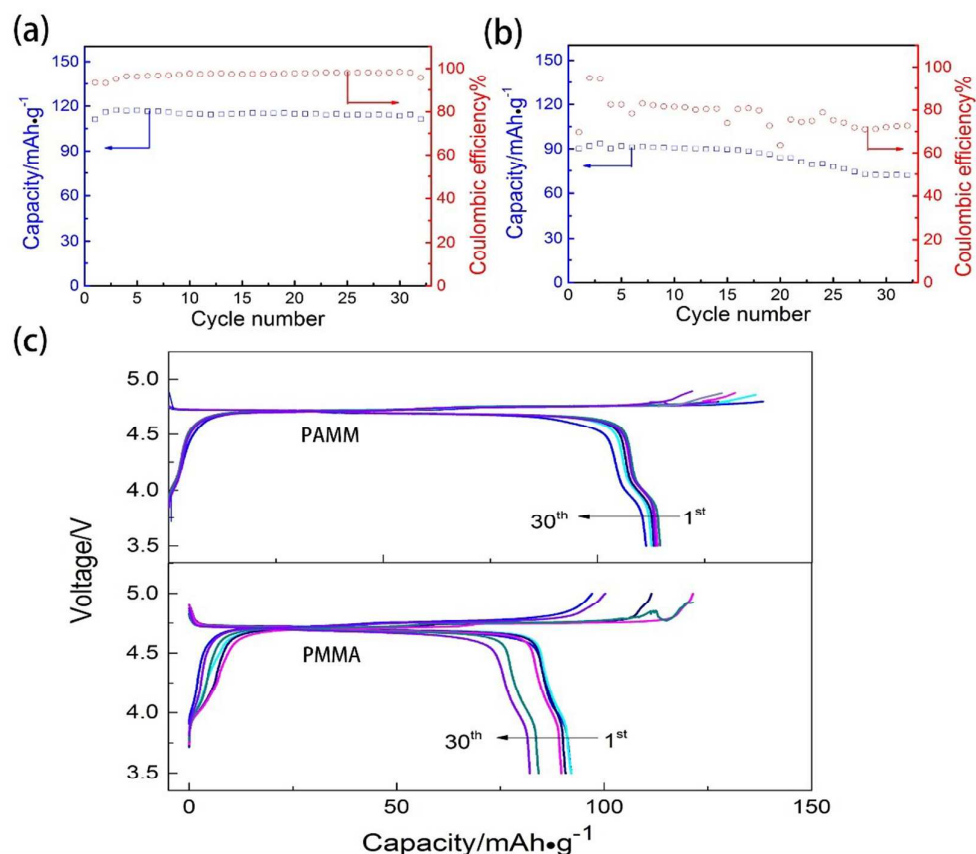 (a)
150
120
90
60
30
0
Capacity/mAh•g⁻¹
0 5 10 15 20 25 30
Cycle number
100
80
60
40
20
0
Coulombic efficiency%
(b)
150
120
90
60
30
0
Capacity/mAh•g⁻¹
0 5 10 15 20 25 30
Cycle number
100
80
60
40
20
0
Coulombic efficiency%
(c)
5.0
4.5
4.0
3.5
PAMM
30ᵗʰ 1ˢᵗ
5.0
4.5
4.0
3.5
PMMA
30ᵗʰ 1ˢᵗ
Voltage/V
0 50 100 150
Capacity/mAh•g⁻¹